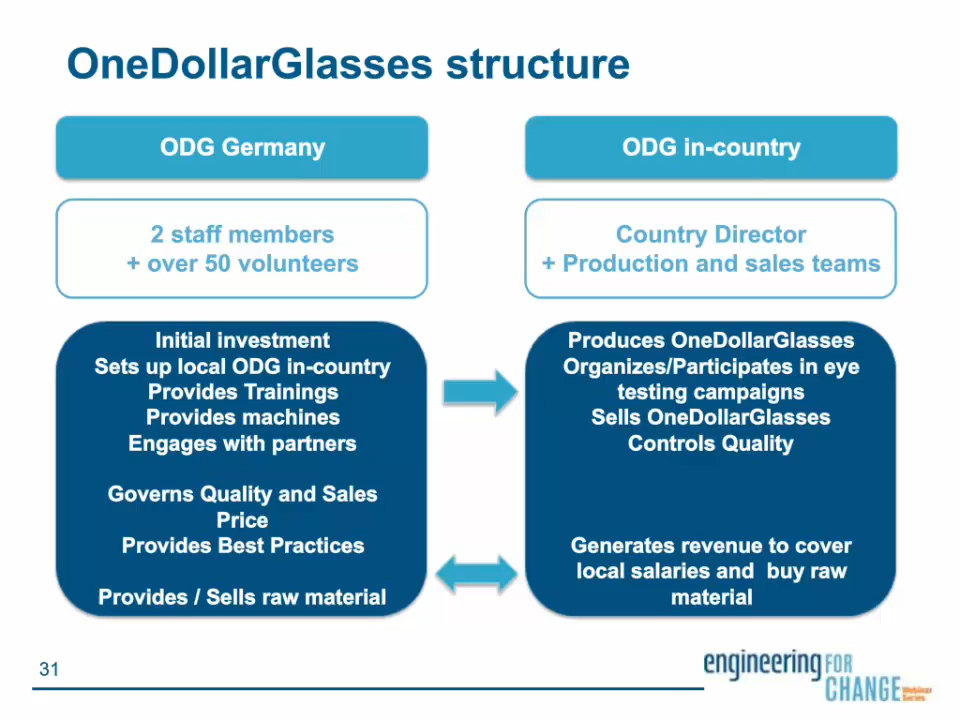 OneDollarGlasses structure
ODG Germany
2 staff members
+ over 50 volunteers
Initial investment
Sets up local ODG in-country
Provides Trainings
Provides machines
Engages with partners
Governs Quality and Sales
Price
Provides Best Practices
Provides / Sells raw material
ODG in-country
Country Director
+ Production and sales teams
Produces OneDollarGlasses
Organizes/Participates in eye
testing campaigns
Sells OneDollarGlasses
Controls Quality
Generates revenue to cover
local salaries and  buy raw
material
31
engineering FOR
CHANGE Webinar
Series